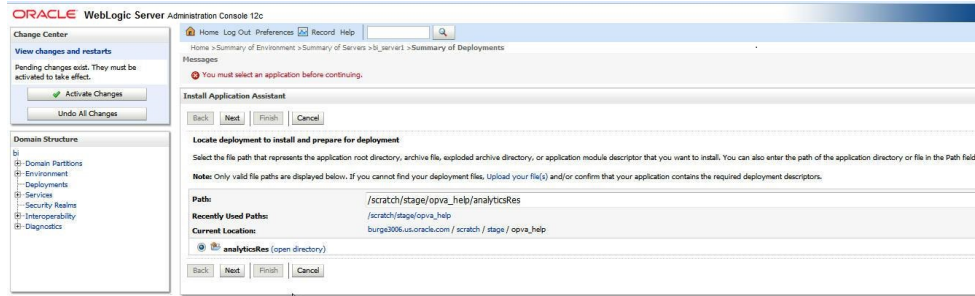 ORACLE WebLogic Server Administration Console 12c
Change Center
View changes and restarts
Pending changes exist. They must be
activated to take effect.
Activate Changes
Undo All Changes
Domain Structure
bi
Domain Partitions
Environment
Deployments
Services
Security Realms
Interoperability
Diagnostics
Home Log Out Preferences Record Help
Home >Summary of Environment >Summary of Servers >bi_server1 >Summary of Deployments
Messages
You must select an application before continuing.
Install Application Assistant
Back Next Finish Cancel
Locate deployment to install and prepare for deployment
Select the file path that represents the application root directory, archive file, exploded archive directory, or application module descriptor that you want to install. You can also enter the path of the application directory or file in the Path field
Note: Only valid file paths are displayed below. If you cannot find your deployment files, Upload your file(s) and/or confirm that your application contains the required deployment descriptors.
Path: /scratch/stage/opva_help/analyticsRes
Recently Used Paths: /scratch/stage/opva_help
Current Location: burge3006.us.oracle.com / scratch / stage / opva_help
analyticsRes (open directory)
Back Next Finish Cancel